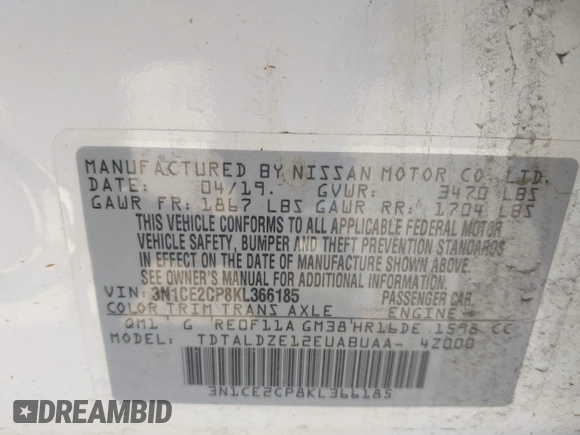 MANUFACTURED BY NISSAN MOTOR CO., LTD.
DATE: 04/19. GVWR: 3470 LBS
GAWR FR: 1867 LBS GAWR RR: 1704 LBS
THIS VEHICLE CONFORMS TO ALL APPLICABLE FEDERAL MOTOR
VEHICLE SAFETY, BUMPER AND THEFT PREVENTION STANDARDS
IN EFFECT ON THE DATE OF MANUFACTURE SHOWN ABOVE.
SEE OWNER'S MANUAL FOR ADDITIONAL INFORMATION.
VIN: 3N1CE2CP8KL366185 PASSENGER CAR.
COLOR TRIM TRANS AXLE ENGINE
QM1 G RE0F11A GM38 HR16DE 1598 CC
MODEL: TDTALDZE12EUABUAA- 4Z000
3N1CE2CP8KL366185
DREAMBID .com